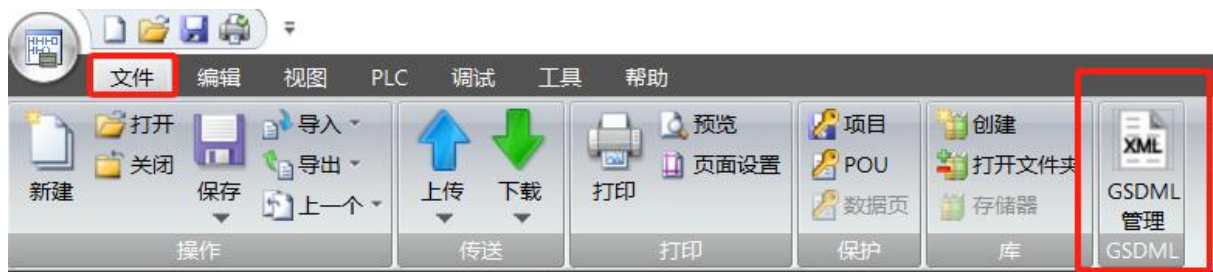 文件 编辑 视图 PLC 调试 工具 帮助
新建
打开
关闭
保存
导入
导出
上一个
操作
上传
下载
传送
打印
预览
页面设置
打印
项目
POU
数据页
保护
创建
打开文件夹
存储器
库
XML
GSDML
管理
GSDML